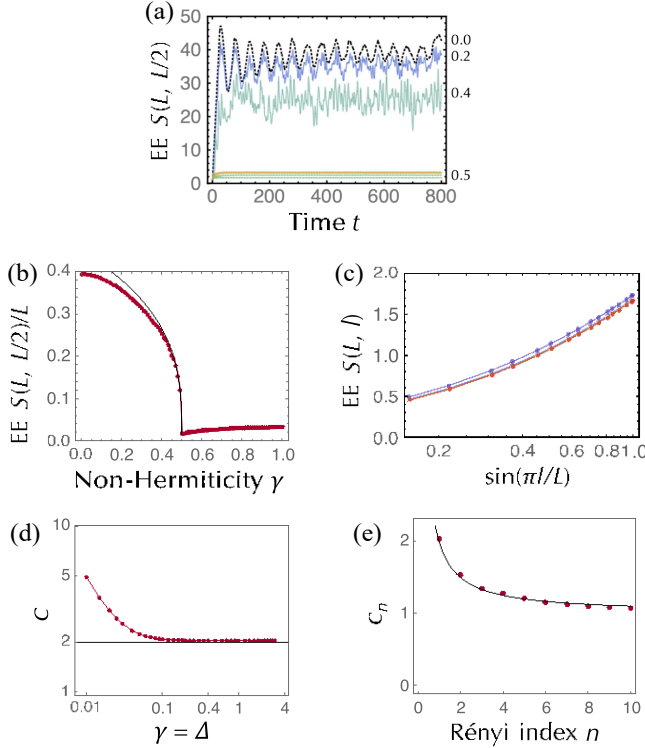 (a)
50
40
30
20
10
0
EE S(L, L/2)
0.0
0.2
0.4
0.5
0 200 400 600 800
Time t
(b)
0.4
0.3
0.2
0.1
0.0
EE S(L, L/2)/L
0.0 0.2 0.4 0.6 0.8 1.0
Non-Hermiticity γ
(c)
2.0
1.5
1.0
0.5
0.0
EE S(L, l)
0.2 0.4 0.6 0.81.0
sin(πl/L)
(d)
10
5
2
1
C
0.01 0.1 0.4 1 4
γ = Δ
(e)
2
1
0
Cn
0 2 4 6 8 10
Rényi index n